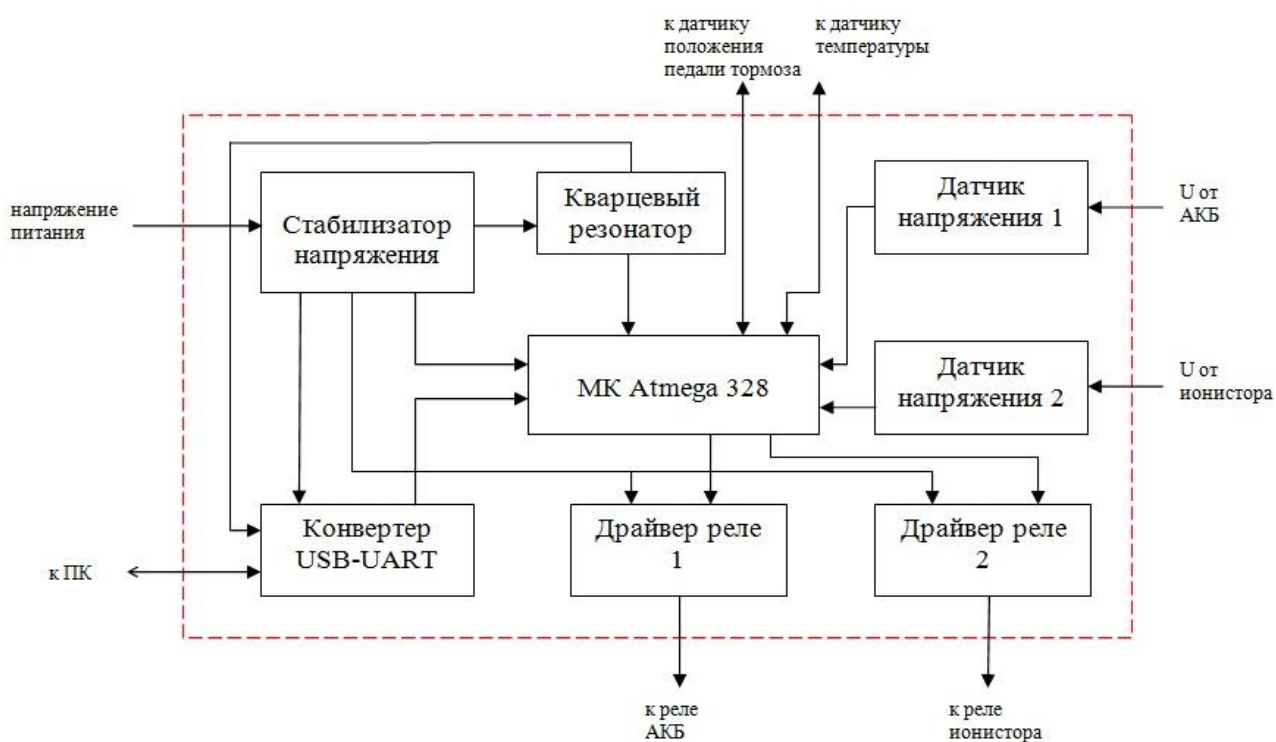 к датчику
положения
педали тормоза
к датчику
температуры
напряжение
питания
Стабилизатор
напряжения
Кварцевый
резонатор
Датчик
напряжения 1
U от
АКБ
МК Atmega 328
Датчик
напряжения 2
U от
ионистора
Конвертер
USB-UART
Драйвер реле
1
Драйвер реле
2
к ПК
к реле
АКБ
к реле
ионистора